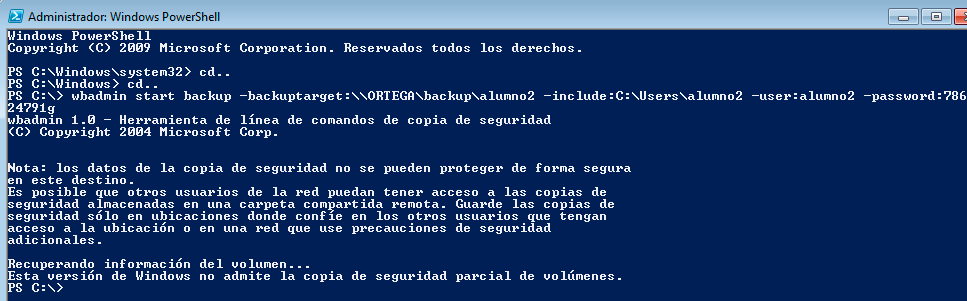 Administrador: Windows PowerShell
Windows PowerShell
Copyright (C) 2009 Microsoft Corporation. Reservados todos los derechos.
PS C:\Windows\system32> cd..
PS C:\Windows> cd..
PS C:\> wbadmin start backup -backuptarget:\\ORTEGA\backup\alumno2 -include:C:\Users\alumno2 -user:alumno2 -password:786
24791g
wbadmin 1.0 - Herramienta de línea de comandos de copia de seguridad
(C) Copyright 2004 Microsoft Corp.
Nota: los datos de la copia de seguridad no se pueden proteger de forma segura
en este destino.
Es posible que otros usuarios de la red puedan tener acceso a las copias de
seguridad almacenadas en una carpeta compartida remota. Guarde las copias de
seguridad sólo en ubicaciones donde confíe en los otros usuarios que tengan
acceso a la ubicación o en una red que use precauciones de seguridad
adicionales.
Recuperando información del volumen...
Esta versión de Windows no admite la copia de seguridad parcial de volúmenes.
PS C:\>